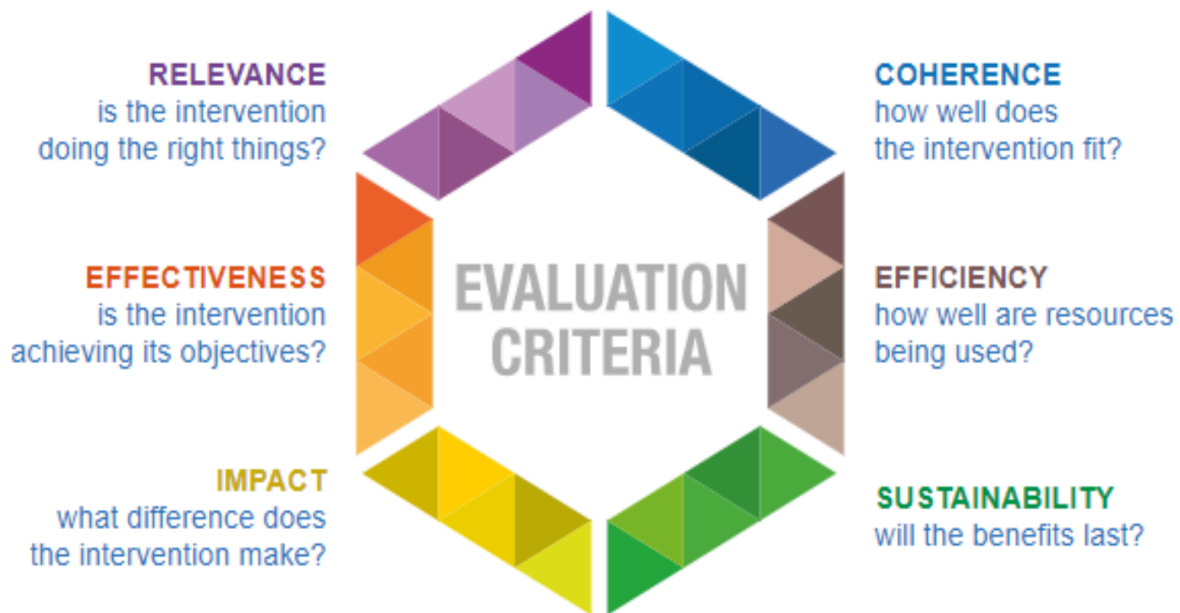 RELEVANCE
is the intervention
doing the right things?
COHERENCE
how well does
the intervention fit?
EFFECTIVENESS
is the intervention
achieving its objectives?
EVALUATION
CRITERIA
EFFICIENCY
how well are resources
being used?
IMPACT
what difference does
the intervention make?
SUSTAINABILITY
will the benefits last?